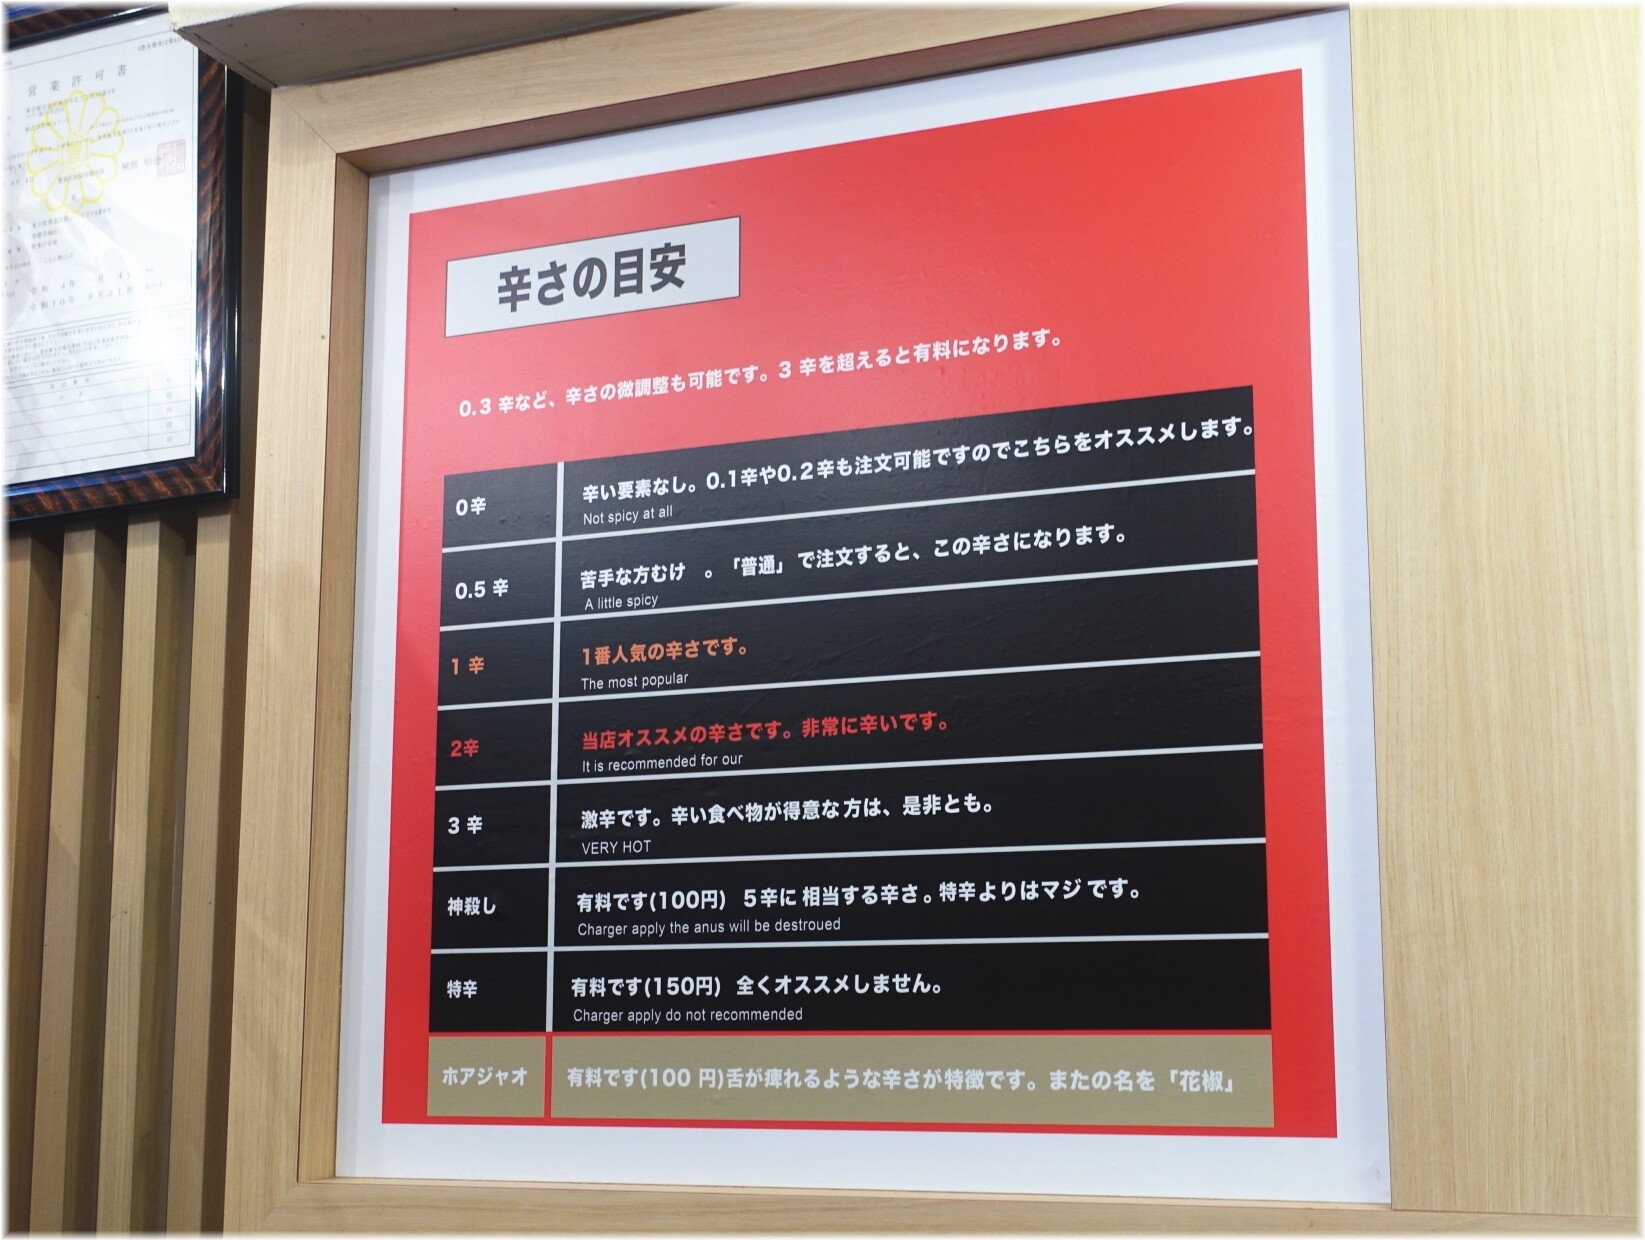 営業許可書
辛さの目安
0.3 辛など、辛さの微調整も可能です。3 辛を超えると有料になります。
0辛
辛い要素なし。0.1辛や0.2辛も注文可能ですのでこちらをオススメします。
Not spicy at all
0.5 辛
苦手な方むけ 。「普通」で注文すると、この辛さになります。
A little spicy
1 辛
1番人気の辛さです。
The most popular
2辛
当店オススメの辛さです。非常に辛いです。
It is recommended for our
3 辛
激辛です。辛い食べ物が得意な方は、是非とも。
VERY HOT
神殺し
有料です(100円) 5辛に相当する辛さ。特辛よりはマジです。
Charger apply the anus will be destroued
特辛
有料です(150円) 全くオススメしません。
Charger apply do not recommended
ホアジャオ
有料です(100 円)舌が痺れるような辛さが特徴です。またの名を「花椒」